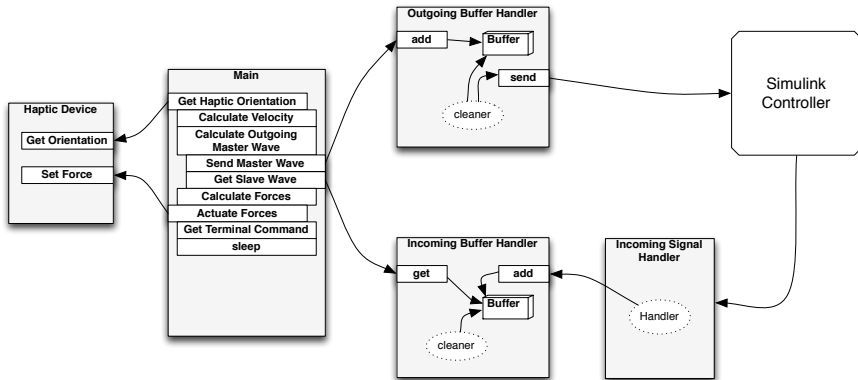 Haptic Device
Get Orientation
Set Force
Main
Get Haptic Orientation
Calculate Velocity
Calculate Outgoing
Master Wave
Send Master Wave
Get Slave Wave
Calculate Forces
Actuate Forces
Get Terminal Command
sleep
Outgoing Buffer Handler
add
Buffer
send
cleaner
Incoming Buffer Handler
get
add
Buffer
cleaner
Incoming Signal
Handler
Handler
Simulink
Controller